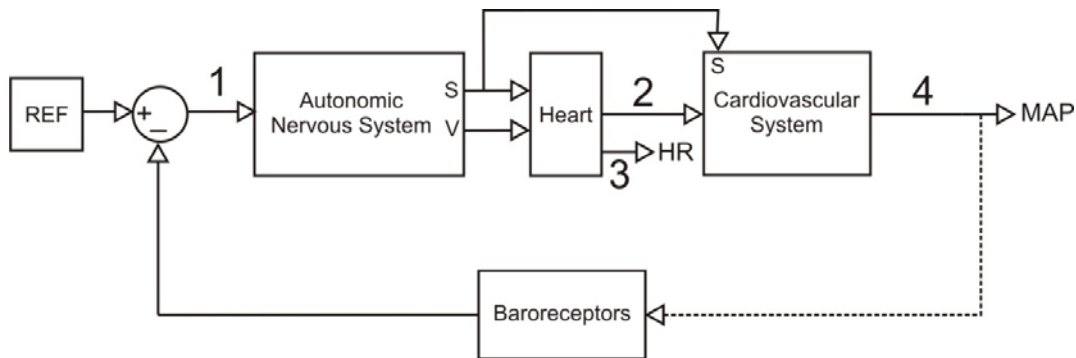 REF
+
−
1
Autonomic
Nervous System
S
V
Heart
2
3
HR
S
Cardiovascular
System
4
MAP
Baroreceptors